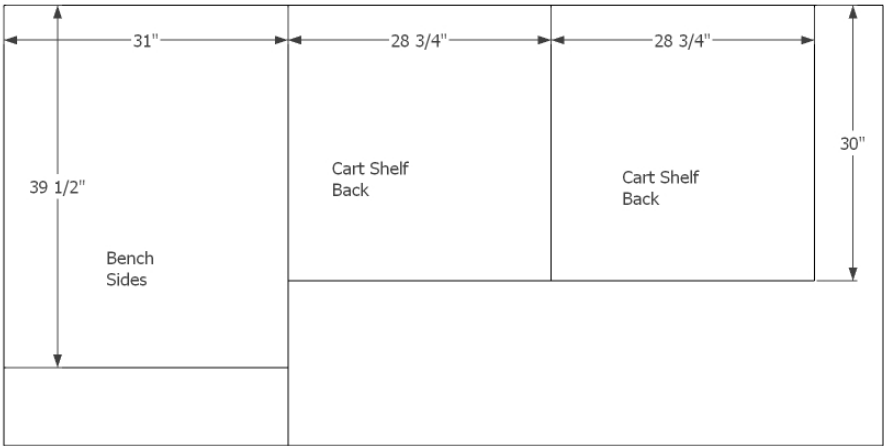 31"
28 3/4"
28 3/4"
30"
39 1/2"
Cart Shelf
Back
Cart Shelf
Back
Bench
Sides